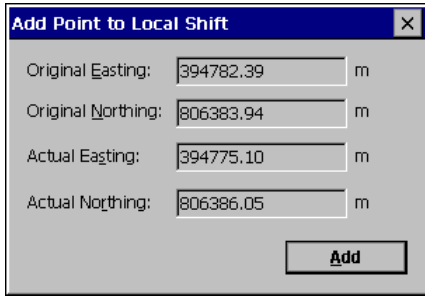 Add Point to Local Shift
Original Easting: 394782.39 m
Original Northing: 806383.94 m
Actual Easting: 394775.10 m
Actual Northing: 806386.05 m
Add